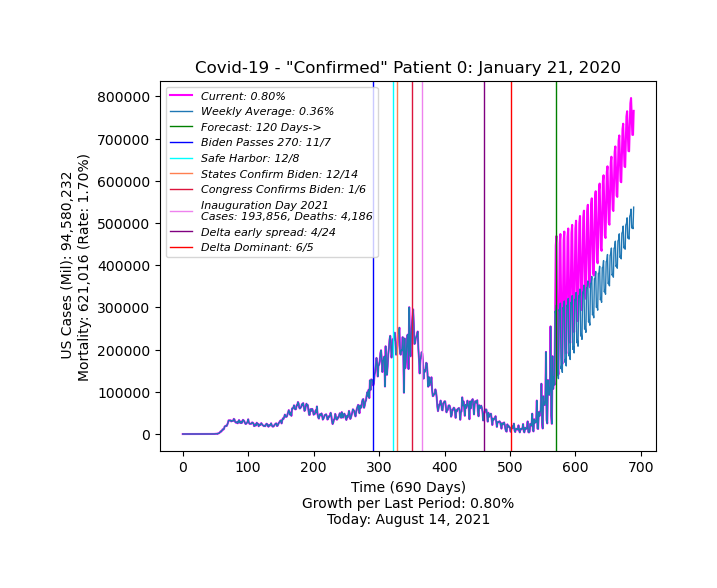 Covid-19 - "Confirmed" Patient 0: January 21, 2020
Current: 0.80%
Weekly Average: 0.36%
Forecast: 120 Days->
Biden Passes 270: 11/7
Safe Harbor: 12/8
States Confirm Biden: 12/14
Congress Confirms Biden: 1/6
Inauguration Day 2021
Cases: 193,856, Deaths: 4,186
Delta early spread: 4/24
Delta Dominant: 6/5
US Cases (Mil): 94,580,232
Mortality: 621,016 (Rate: 1.70%)
800000
700000
600000
500000
400000
300000
200000
100000
0
0 100 200 300 400 500 600 700
Time (690 Days)
Growth per Last Period: 0.80%
Today: August 14, 2021